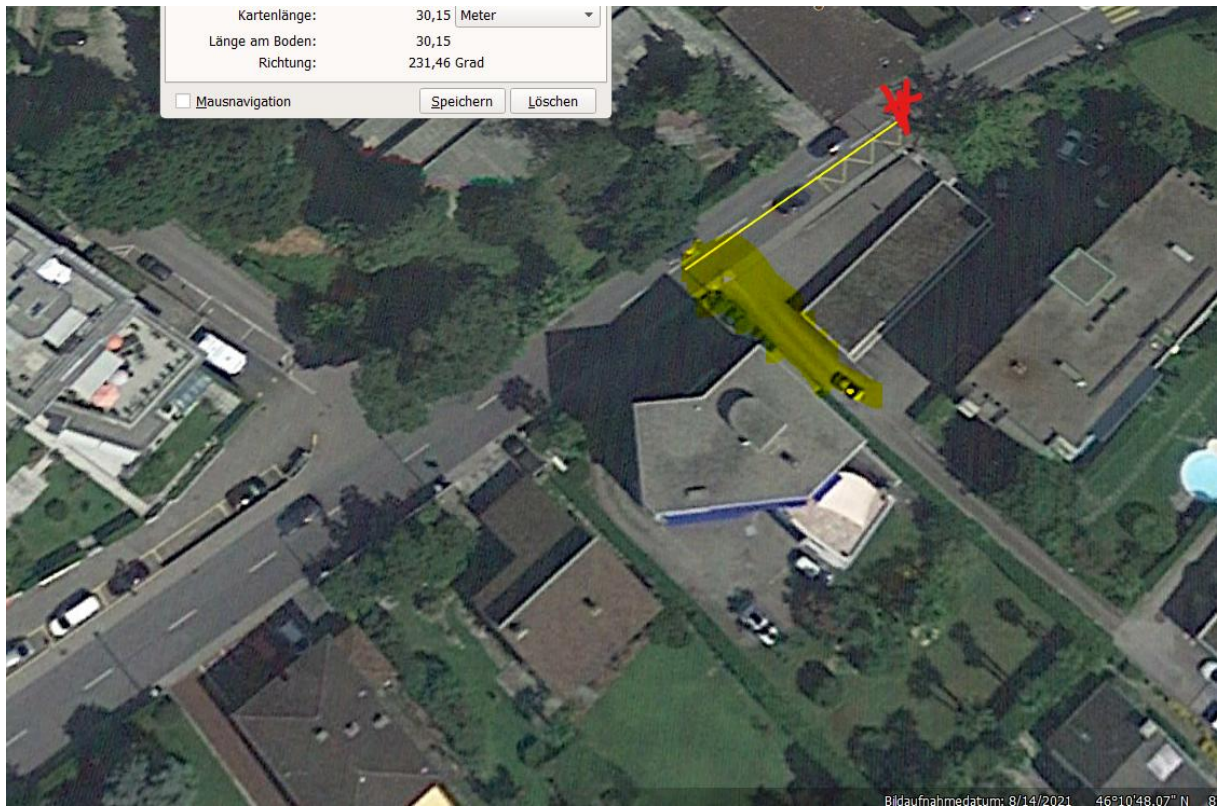 Kartenlänge: 30,15 Meter
Länge am Boden: 30,15
Richtung: 231,46 Grad
Mausnavigation Speichern Löschen
Bildaufnahmedatum: 8/14/2021 46°10'48.07" N